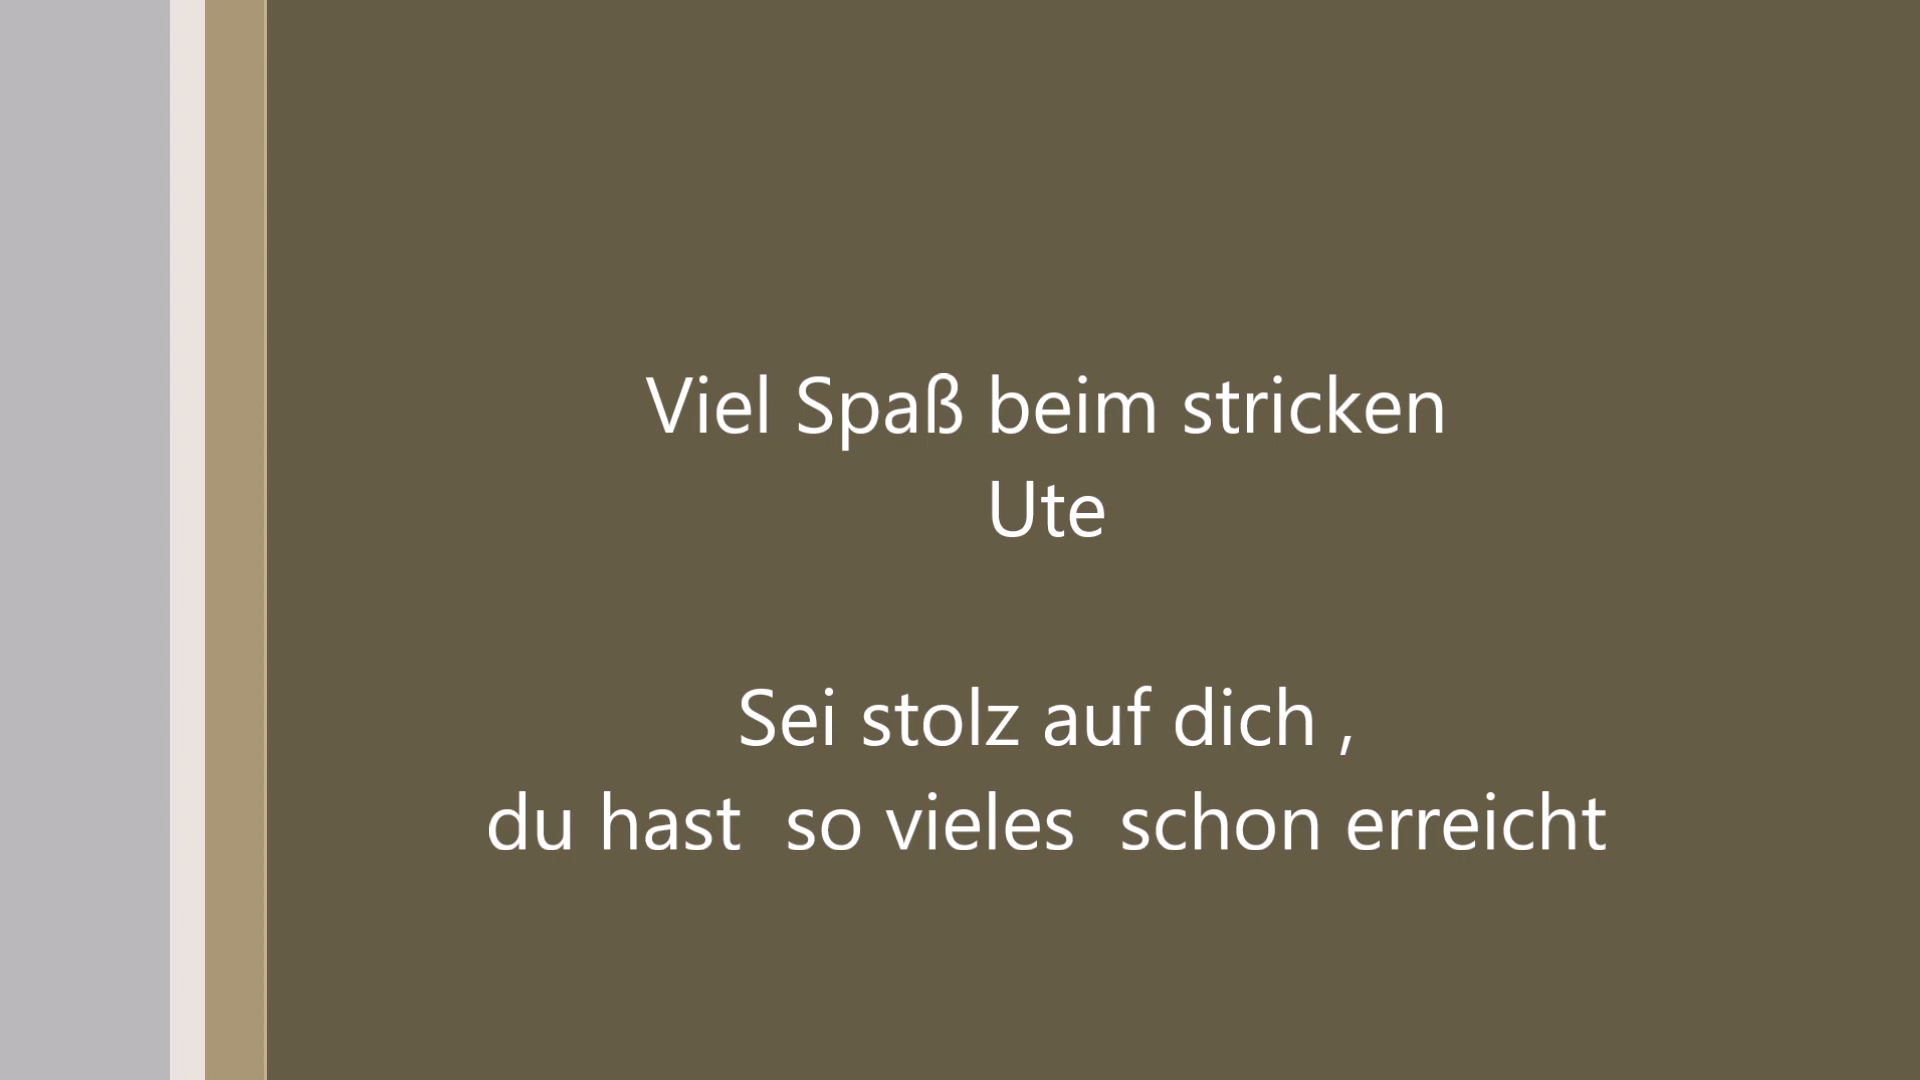 Viel Spaß beim stricken
Ute
Sei stolz auf dich ,
du hast  so vieles  schon erreicht